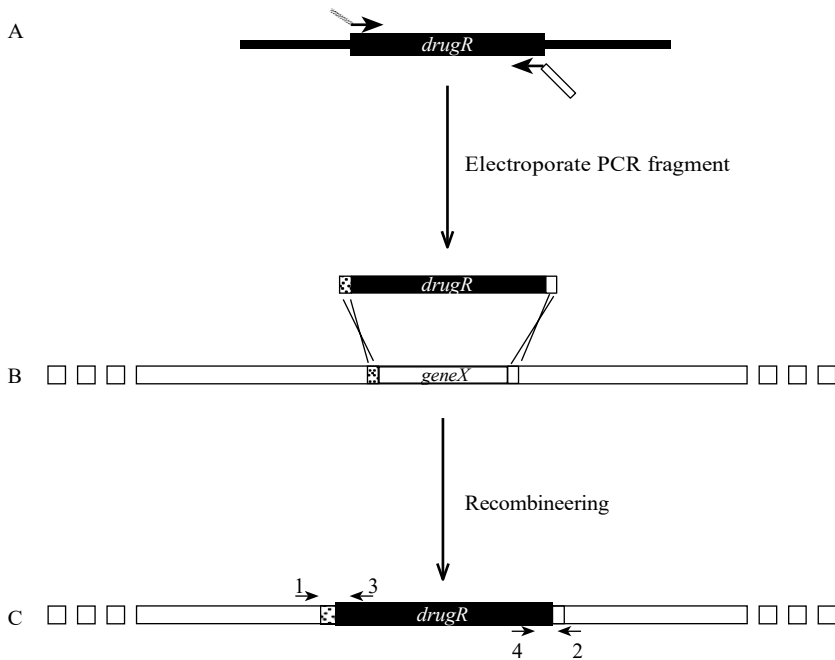 A
drugR
Electroporate PCR fragment
drugR
B
geneX
Recombineering
1 3
C
drugR
4 2